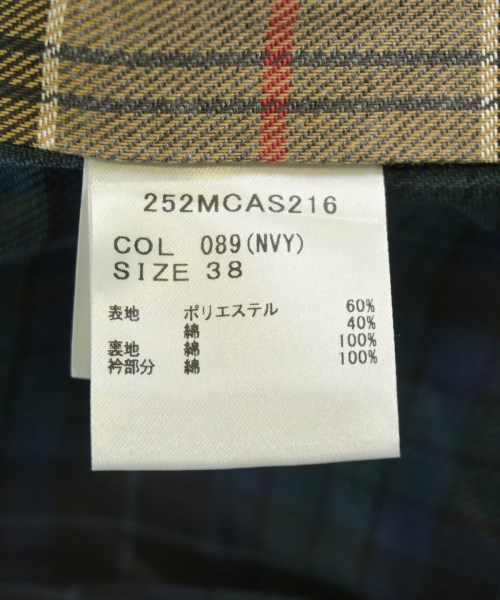 252MCAS216
COL 089(NVY)
SIZE 38
表地 ポリエステル 60%
綿 40%
裏地 綿 100%
衿部分 綿 100%